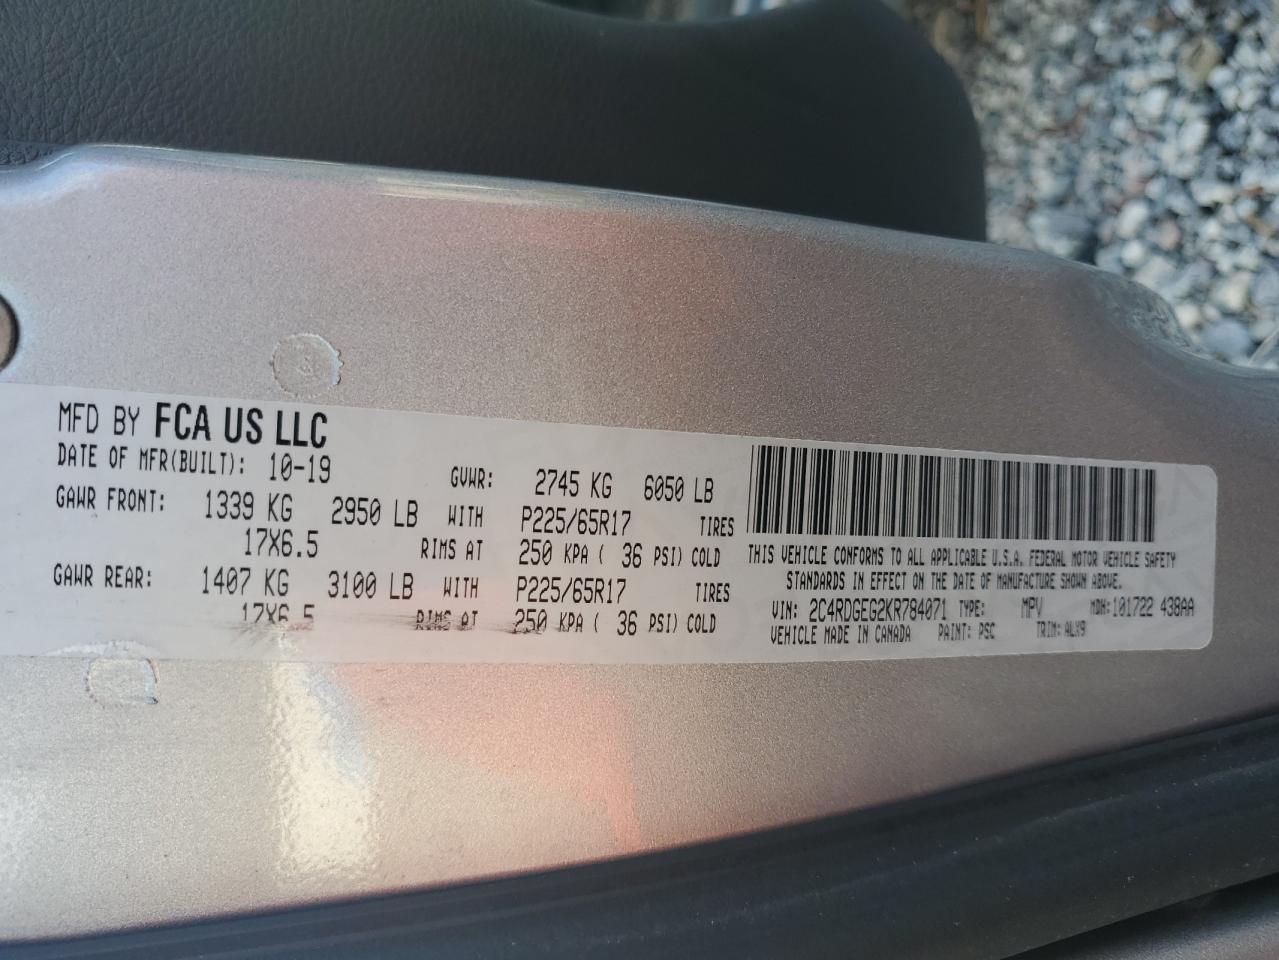 MFD BY FCA US LLC
DATE OF MFR(BUILT): 10-19 GVWR: 2745 KG 6050 LB
GAWR FRONT: 1339 KG 2950 LB WITH P225/65R17 TIRES
17X6.5 RIMS AT 250 KPA ( 36 PSI) COLD
GAWR REAR: 1407 KG 3100 LB WITH P225/65R17 TIRES
17X6.5 RIMS AT 250 KPA ( 36 PSI) COLD
THIS VEHICLE CONFORMS TO ALL APPLICABLE U.S.A. FEDERAL MOTOR VEHICLE SAFETY
STANDARDS IN EFFECT ON THE DATE OF MANUFACTURE SHOWN ABOVE.
VIN: 2C4RDGEG2KR784071 TYPE: MPV MDH: 101722 438AA
VEHICLE MADE IN CANADA PAINT: PSC TRIM: ALX9